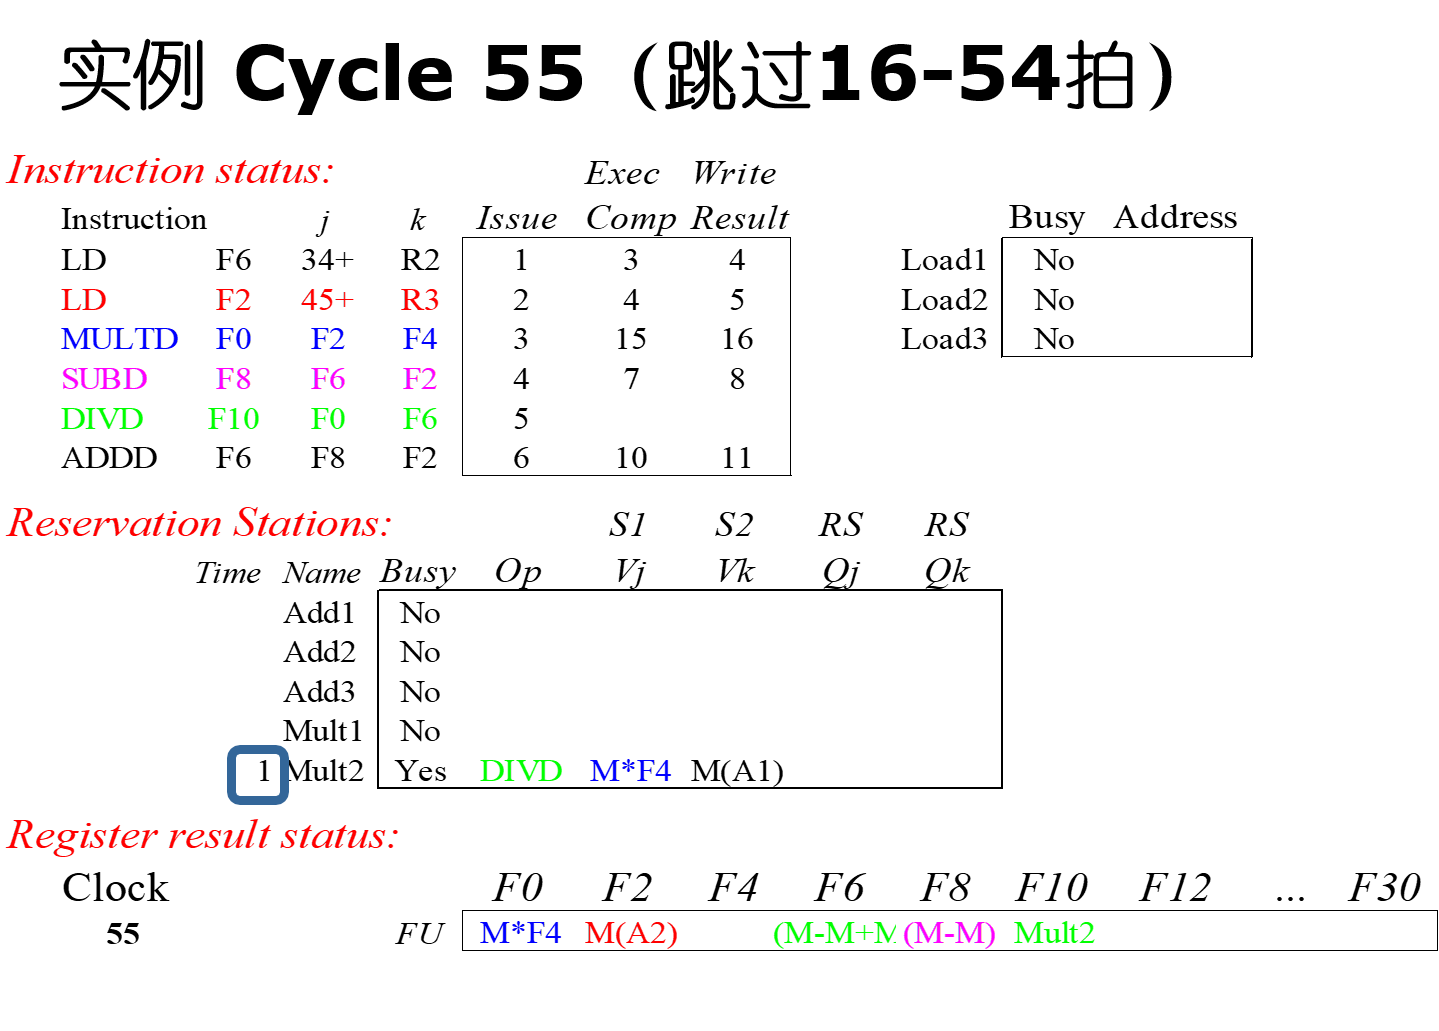 实例 Cycle 55（跳过16-54拍）
Instruction status: Exec Write
Instruction j k Issue Comp Result Busy Address
LD F6 34+ R2 1 3 4 Load1 No
LD F2 45+ R3 2 4 5 Load2 No
MULTD F0 F2 F4 3 15 16 Load3 No
SUBD F8 F6 F2 4 7 8
DIVD F10 F0 F6 5
ADDD F6 F8 F2 6 10 11
Reservation Stations: S1 S2 RS RS
Time Name Busy Op Vj Vk Qj Qk
Add1 No
Add2 No
Add3 No
Mult1 No
1 Mult2 Yes DIVD M*F4 M(A1)
Register result status:
Clock F0 F2 F4 F6 F8 F10 F12 ... F30
55 FU M*F4 M(A2) (M-M+M (M-M) Mult2